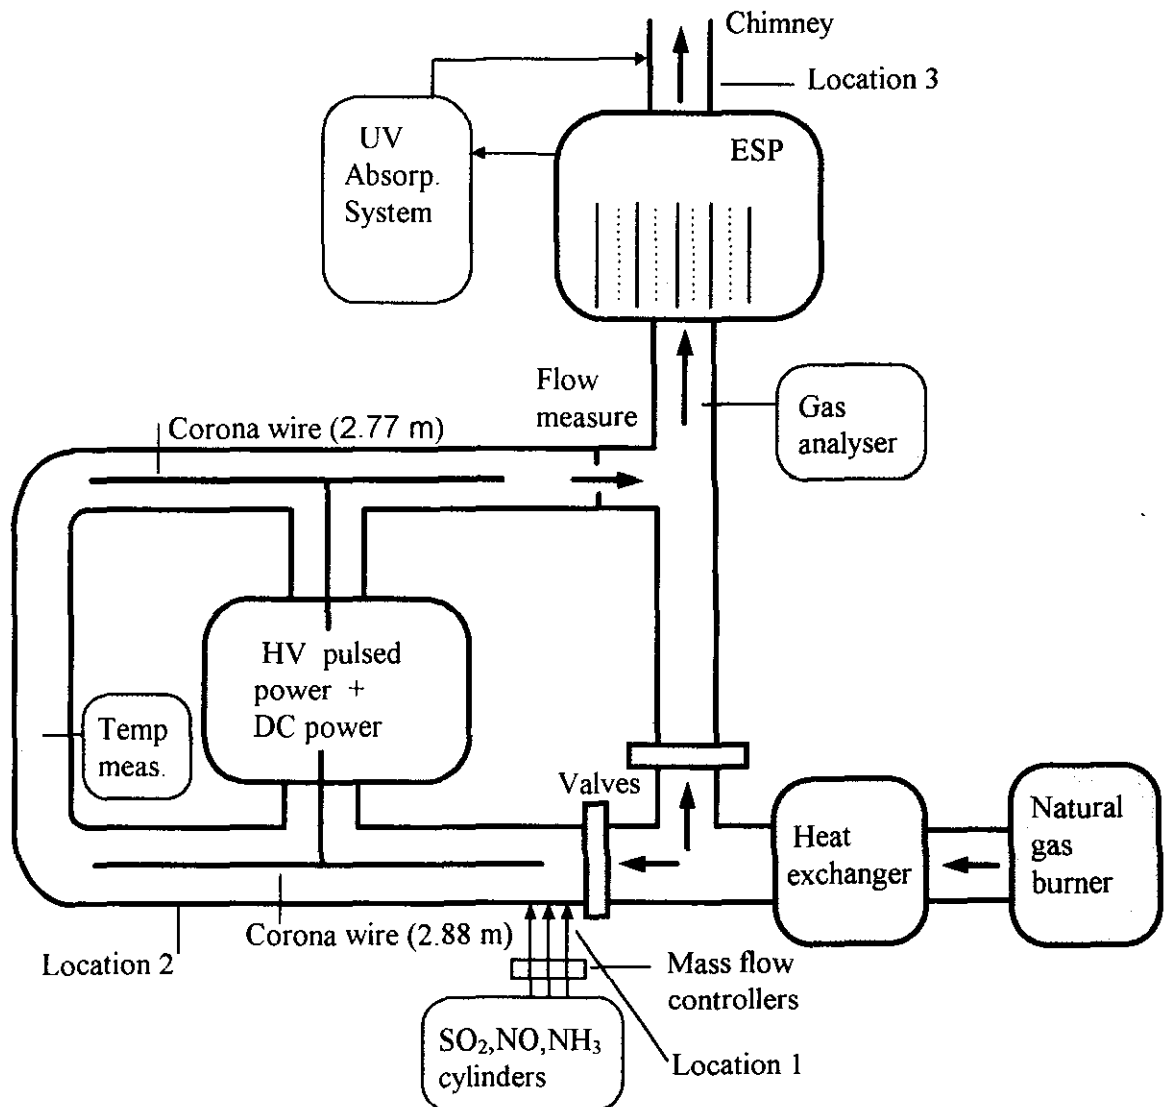 Chimney
Location 3
UV
Absorp.
System
ESP
Flow
measure
Gas
analyser
Corona wire (2.77 m)
HV pulsed
power +
DC power
Temp
meas.
Valves
Heat
exchanger
Natural
gas
burner
Corona wire (2.88 m)
Location 2
Mass flow
controllers
SO₂,NO,NH₃
cylinders
Location 1